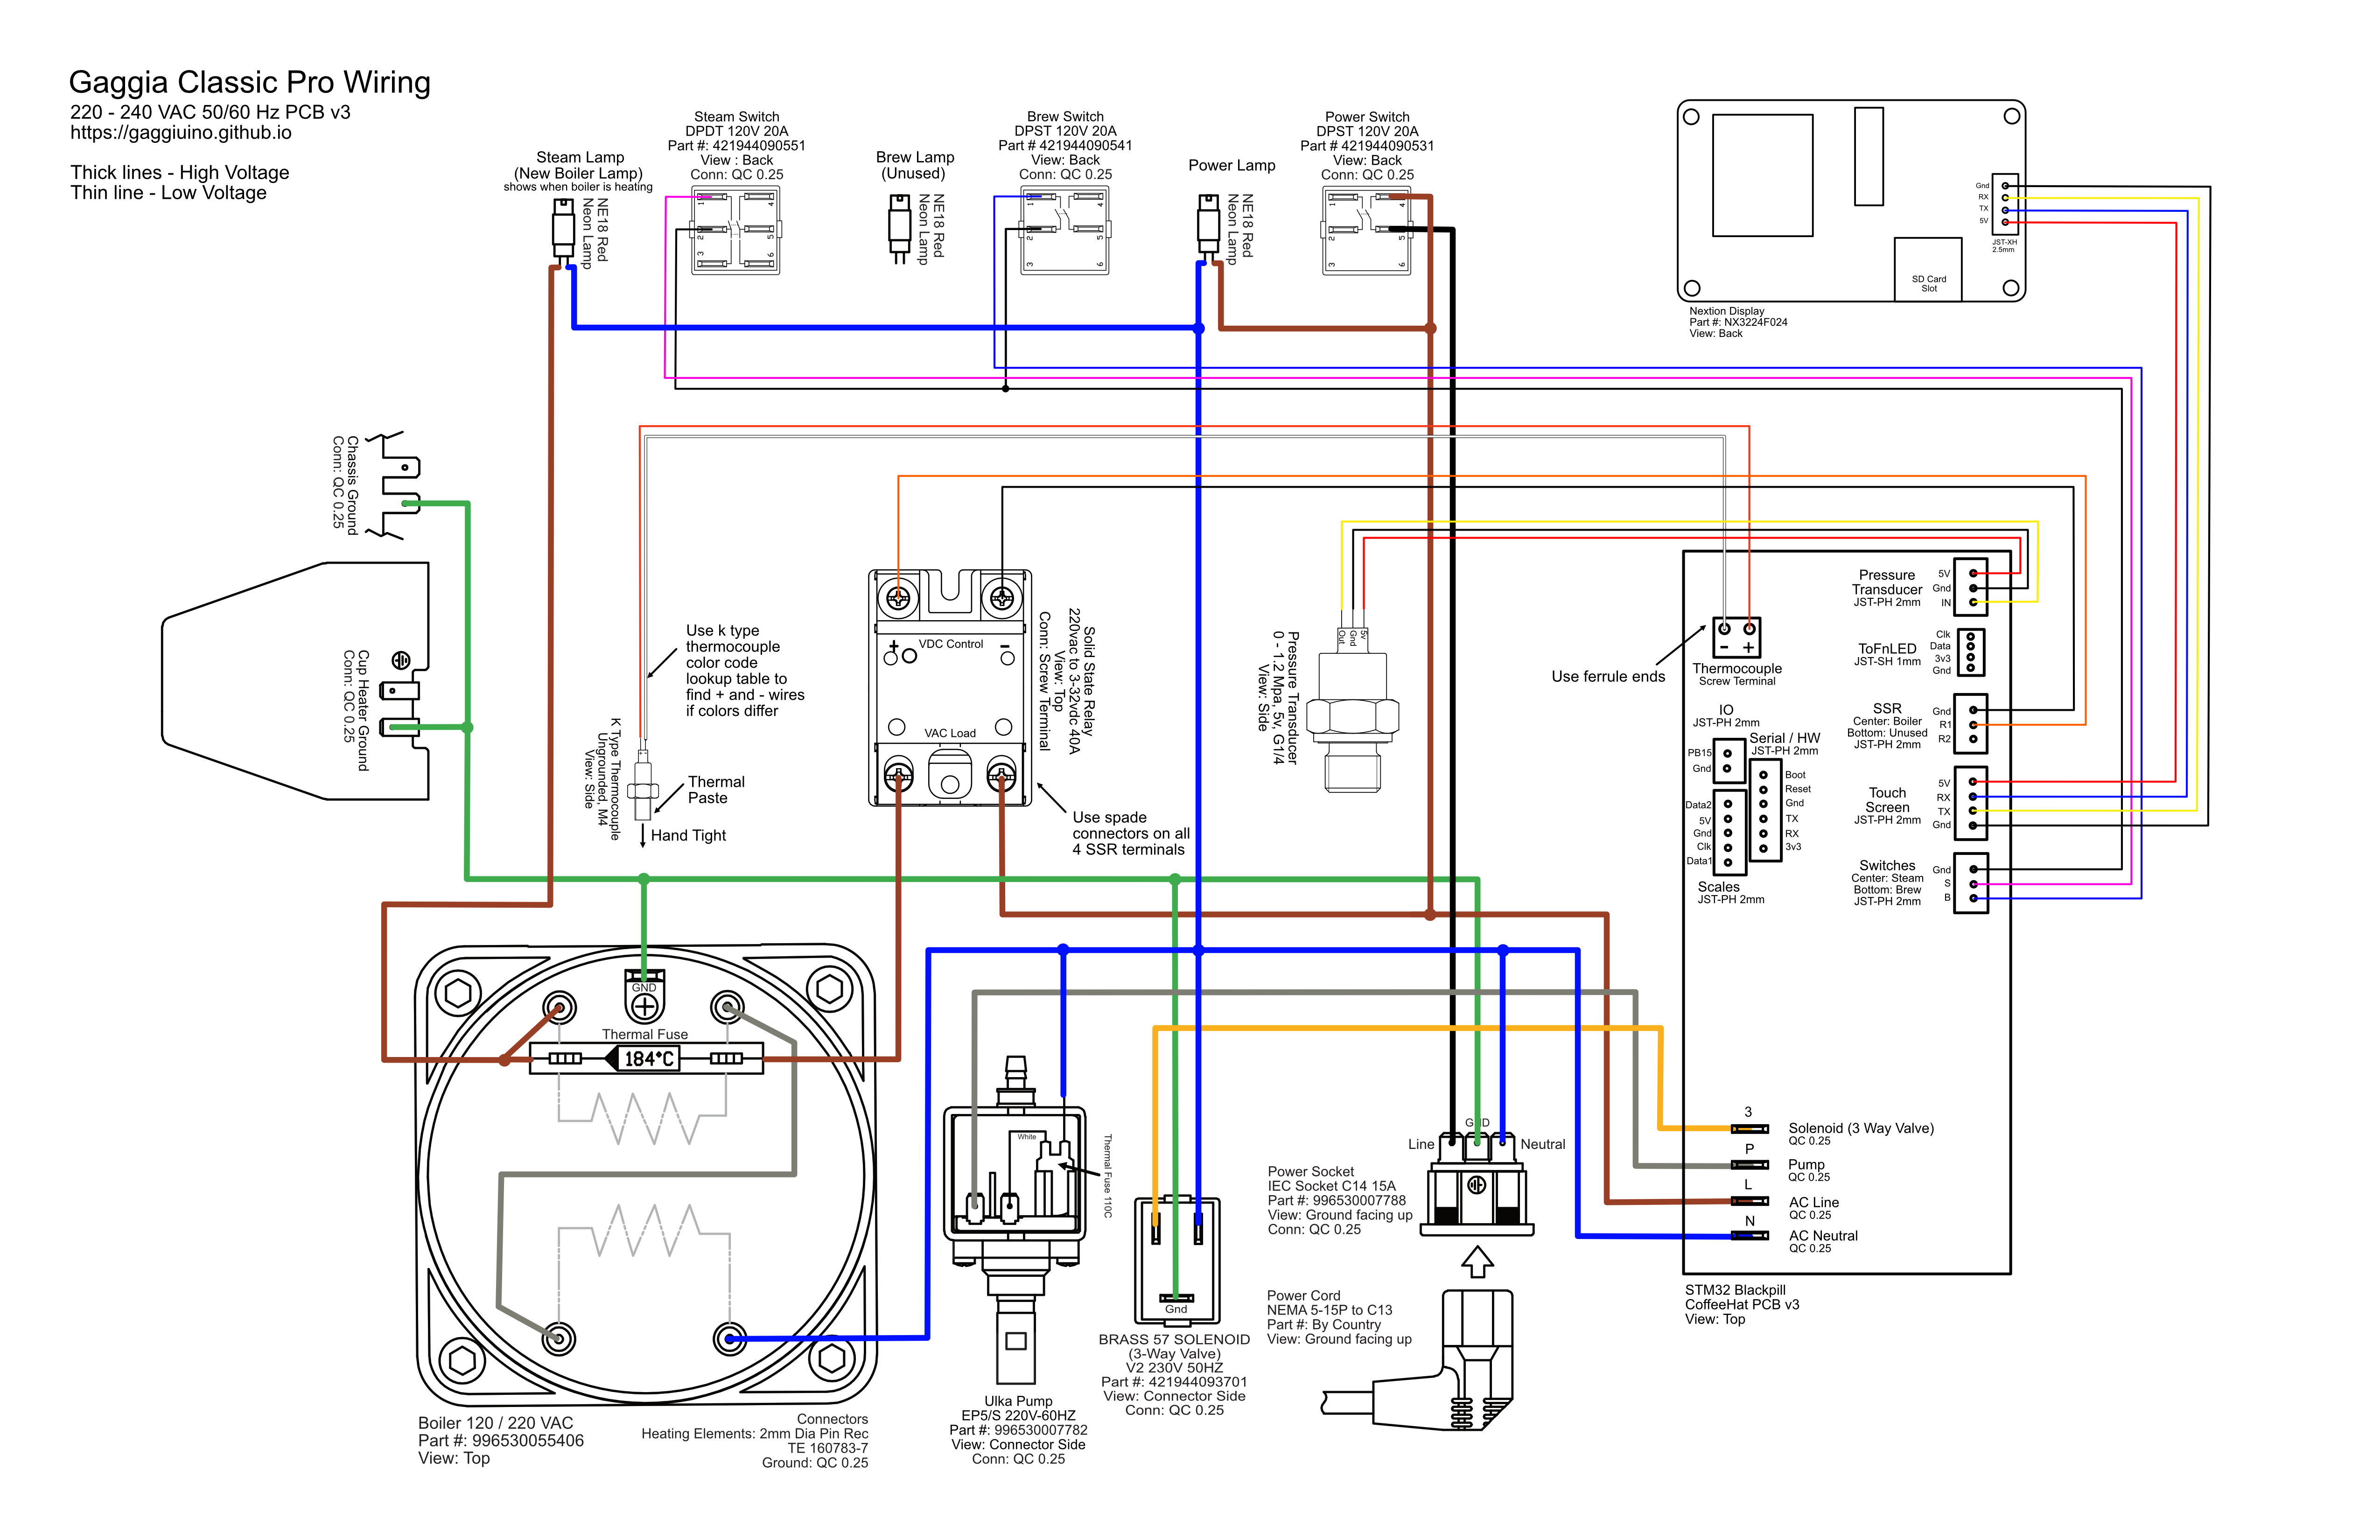 Gaggia Classic Pro Wiring
220 - 240 VAC 50/60 Hz PCB v3
https://gaggiuino.github.io
Thick lines - High Voltage
Thin line - Low Voltage
Steam Lamp
(New Boiler Lamp)
shows when boiler is heating
NE18 Red
Neon Lamp
Steam Switch
DPDT 120V 20A
Part #: 421944090551
View : Back
Conn: QC 0.25
1
2
3
4
5
6
Brew Lamp
(Unused)
NE18 Red
Neon Lamp
Brew Switch
DPST 120V 20A
Part # 421944090541
View: Back
Conn: QC 0.25
1
2
3
4
5
6
Power Lamp
NE18 Red
Neon Lamp
Power Switch
DPST 120V 20A
Part # 421944090531
View: Back
Conn: QC 0.25
1
2
3
4
5
6
Gnd
RX
TX
5V
JST-XH
2.5mm
SD Card
Slot
Nextion Display
Part #: NX3224F024
View: Back
Chassis Ground
Conn: QC 0.25
Cup Heater Ground
Conn: QC 0.25
Use k type
thermocouple
color code
lookup table to
find + and - wires
if colors differ
K Type Thermocouple
Ungrounded, M4
View: Side
Thermal
Paste
Hand Tight
VDC Control
+
-
VAC Load
Solid State Relay
220vac to 3-32vdc 40A
View: Top
Conn: Screw Terminal
Use spade
connectors on all
4 SSR terminals
Out
Gnd
5v
Pressure Transducer
0 - 1.2 Mpa, 5v, G1/4
View: Side
Use ferrule ends
- +
Thermocouple
Screw Terminal
IO
JST-PH 2mm
PB15
Gnd
Serial / HW
JST-PH 2mm
Boot
Reset
Gnd
TX
RX
3v3
Data2
5V
Gnd
Clk
Data1
Scales
JST-PH 2mm
Pressure
Transducer
JST-PH 2mm
5V
Gnd
IN
ToFnLED
JST-SH 1mm
Clk
Data
3v3
Gnd
SSR
Center: Boiler
Bottom: Unused
JST-PH 2mm
Gnd
R1
R2
Touch
Screen
JST-PH 2mm
5V
RX
TX
Gnd
Switches
Center: Steam
Bottom: Brew
JST-PH 2mm
Gnd
S
B
3
Solenoid (3 Way Valve)
QC 0.25
P
Pump
QC 0.25
L
AC Line
QC 0.25
N
AC Neutral
QC 0.25
STM32 Blackpill
CoffeeHat PCB v3
View: Top
GND
Thermal Fuse
184°C
Boiler 120 / 220 VAC
Part #: 996530055406
View: Top
Connectors
Heating Elements: 2mm Dia Pin Rec
TE 160783-7
Ground: QC 0.25
White
Thermal Fuse 110C
Ulka Pump
EP5/S 220V-60HZ
Part #: 996530007782
View: Connector Side
Conn: QC 0.25
Gnd
BRASS 57 SOLENOID
(3-Way Valve)
V2 230V 50HZ
Part #: 421944093701
View: Connector Side
Conn: QC 0.25
GND
Line
Neutral
Power Socket
IEC Socket C14 15A
Part #: 996530007788
View: Ground facing up
Conn: QC 0.25
Power Cord
NEMA 5-15P to C13
Part #: By Country
View: Ground facing up